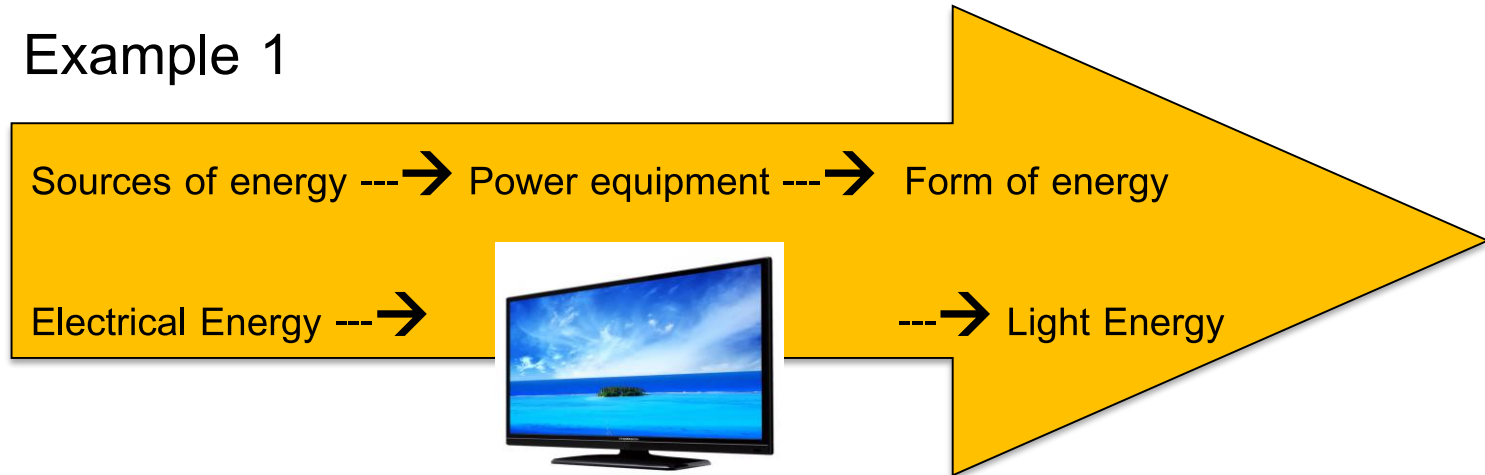 Example 1
Sources of energy ---→ Power equipment ---→ Form of energy
Electrical Energy ---→ ---→ Light Energy